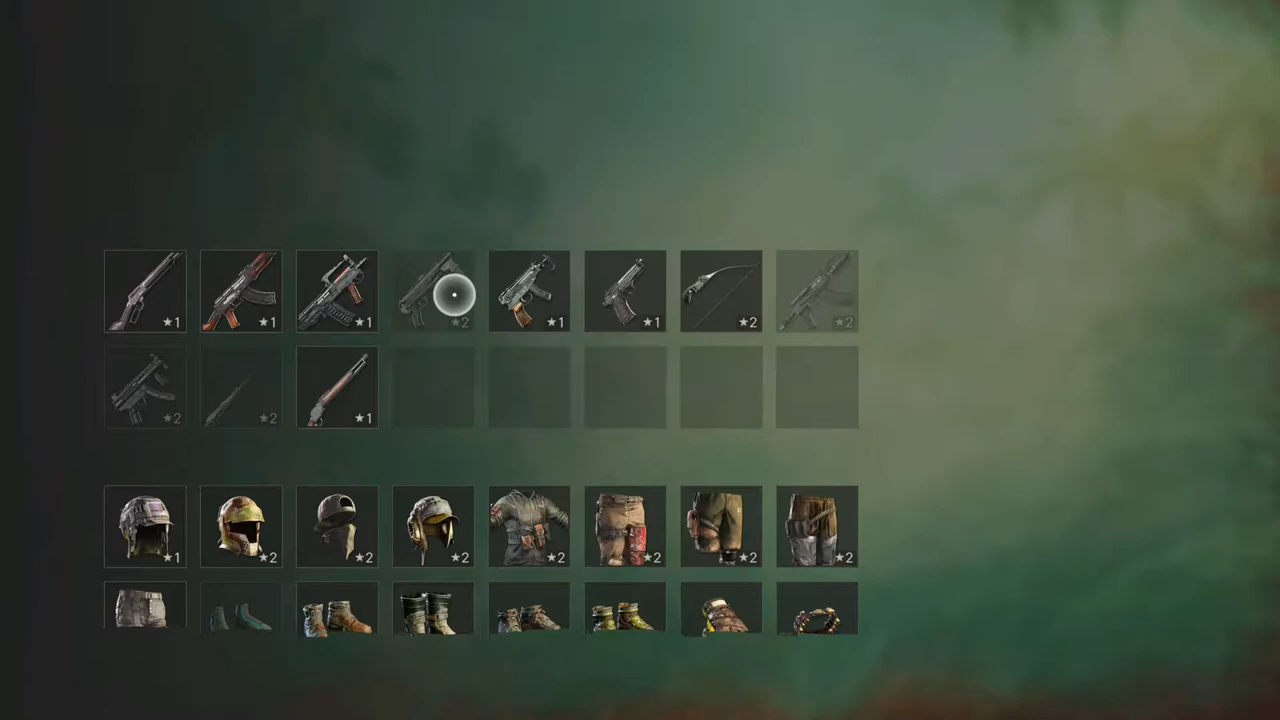 ★1 ★1 ★1 ★2 ★1 ★1 ★2 ★2
★2 ★2 ★1
★1 ★2 ★2 ★2 ★2 ★2 ★2 ★2